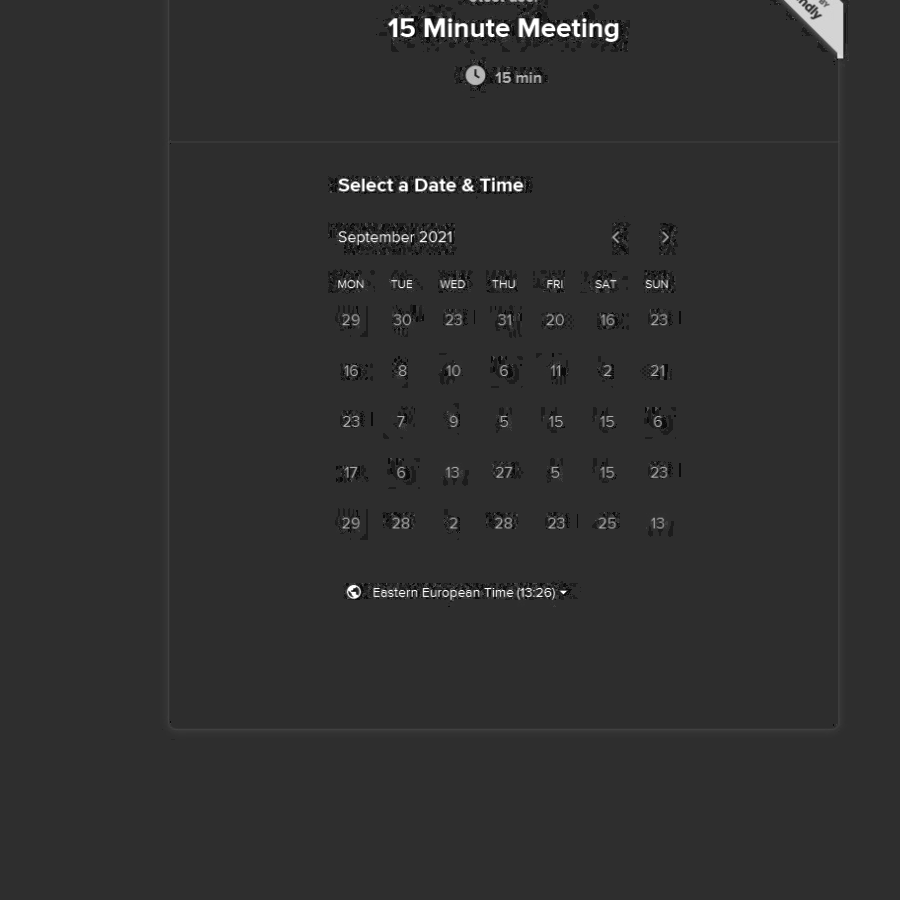 15 Minute Meeting
15 min
Select a Date & Time
September 2021
MON TUE WED THU FRI SAT SUN
29 30 23 31 20 16 23
16 8 10 6 11 2 21
23 7 9 5 15 15 6
17 6 13 27 5 15 23
29 28 2 28 23 25 13
Eastern European Time (13:26)